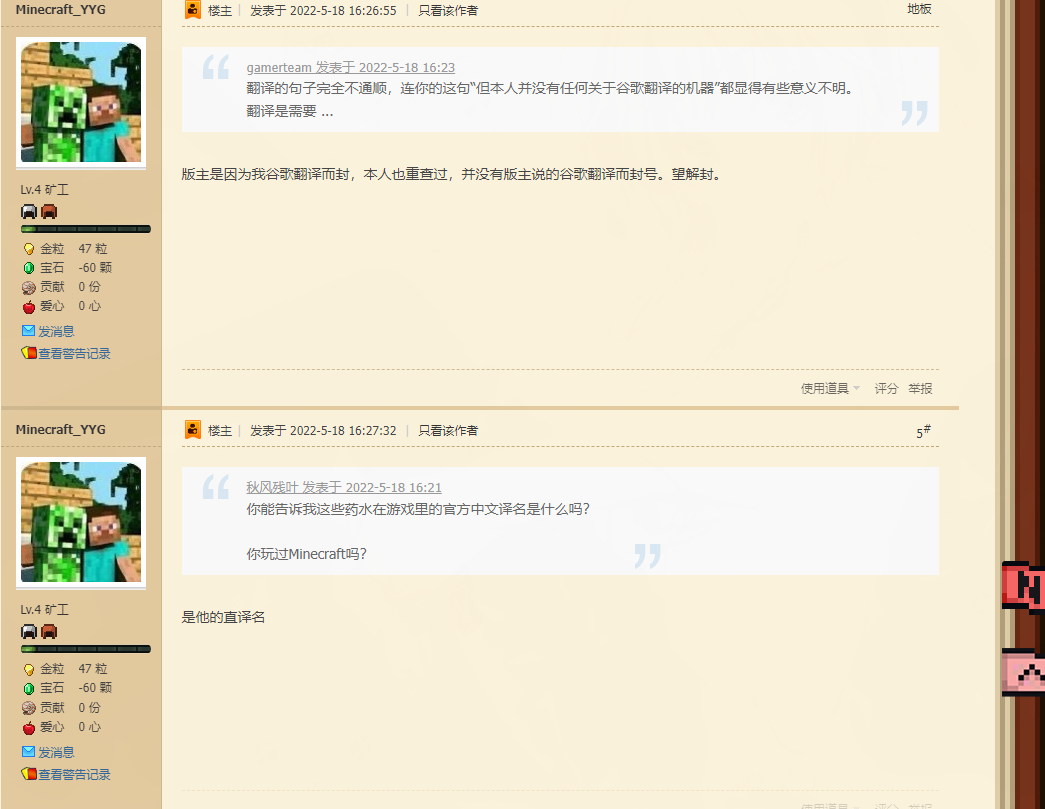 Minecraft_YYG
楼主 | 发表于 2022-5-18 16:26:55 | 只看该作者 地板
gamerteam 发表于 2022-5-18 16:23
翻译的句子完全不通顺，连你的这句“但本人并没有任何关于谷歌翻译的机器”都显得有些意义不明。
翻译是需要 ...
版主是因为我谷歌翻译而封，本人也重查过，并没有版主说的谷歌翻译而封号。望解封。
Lv.4 矿工
金粒 47 粒
宝石 -60 颗
贡献 0 份
爱心 0 心
发消息
查看警告记录
使用道具 评分 举报
Minecraft_YYG
楼主 | 发表于 2022-5-18 16:27:32 | 只看该作者 5#
秋风残叶 发表于 2022-5-18 16:21
你能告诉我这些药水在游戏里的官方中文译名是什么吗？
你玩过Minecraft吗？
是他的直译名
Lv.4 矿工
金粒 47 粒
宝石 -60 颗
贡献 0 份
爱心 0 心
发消息
查看警告记录
使用道具 评分 举报
N